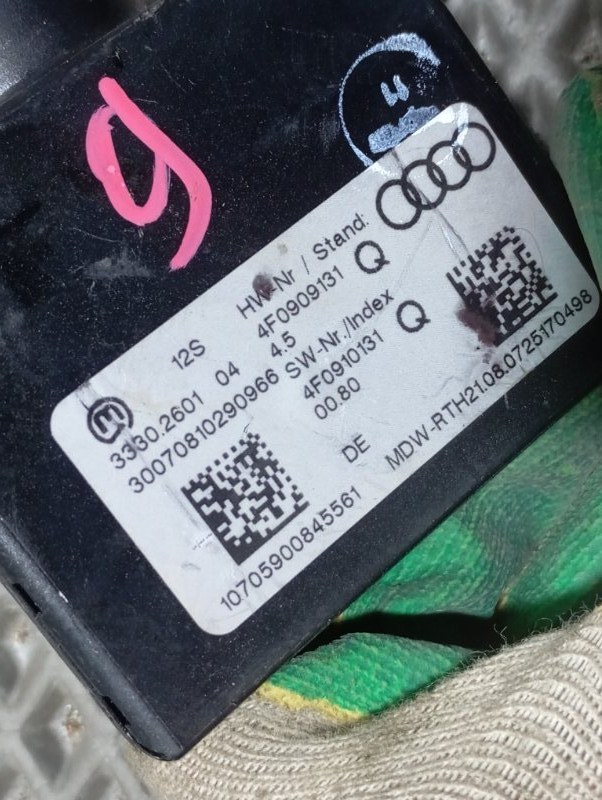 9
12S HW-Nr / Stand:
3330.2601 04 4F0909131 Q
30070810290966 4.5
SW-Nr./Index
4F0910131 Q
00.80
DE
10705900845561 MDW-RTH21.08.0725170498